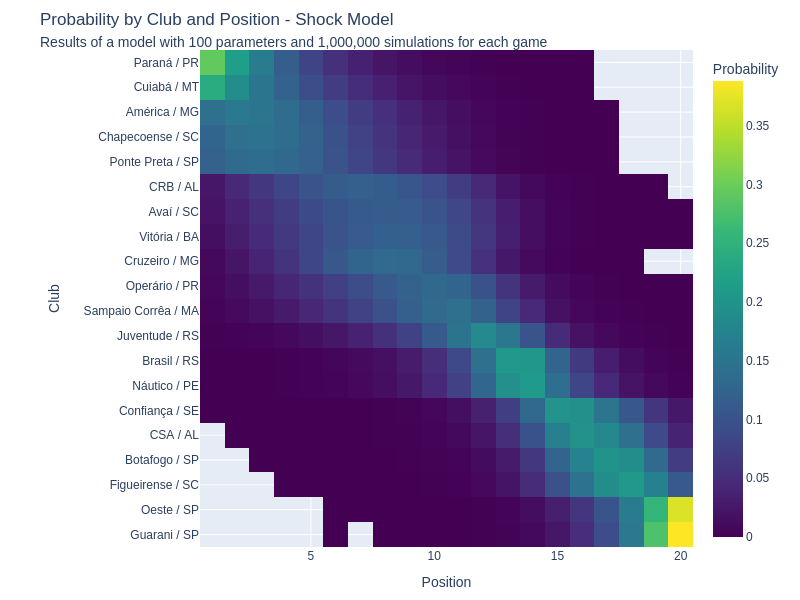 Probability by Club and Position - Shock Model
Results of a model with 100 parameters and 1,000,000 simulations for each game
Probability
Paraná / PR
Cuiabá / MT
América / MG
Chapecoense / SC
Ponte Preta / SP
CRB / AL
Avaí / SC
Vitória / BA
Cruzeiro / MG
Operário / PR
Sampaio Corrêa / MA
Juventude / RS
Brasil / RS
Náutico / PE
Confiança / SE
CSA / AL
Botafogo / SP
Figueirense / SC
Oeste / SP
Guarani / SP
Club
5
10
15
20
Position
0.35
0.3
0.25
0.2
0.15
0.1
0.05
0